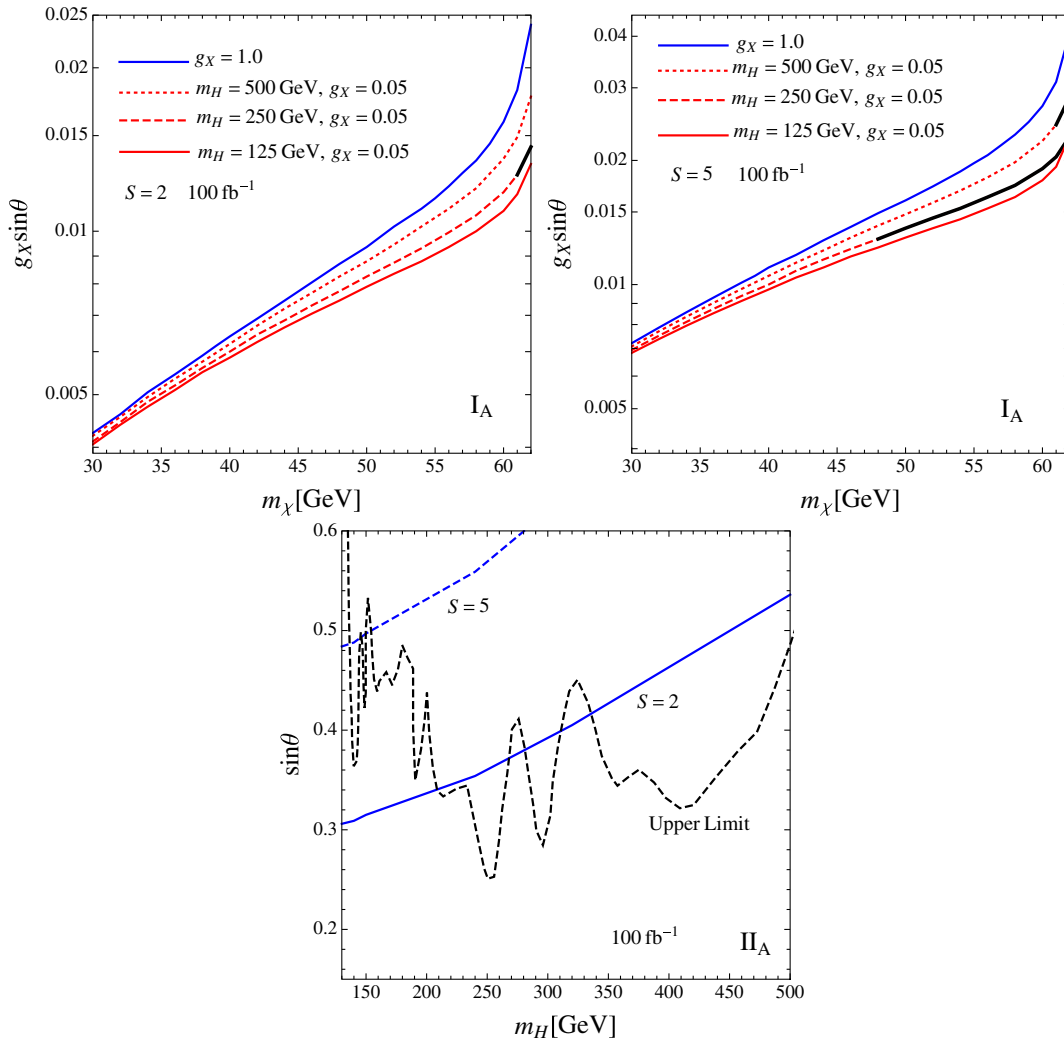 0.025
0.015
0.010
0.005
g_X sinθ
g_X = 1.0
m_H = 500 GeV, g_X = 0.05
m_H = 250 GeV, g_X = 0.05
m_H = 125 GeV, g_X = 0.05
S = 2 100 fb⁻¹
I_A
30 35 40 45 50 55 60
m_χ[GeV]
0.04
0.03
0.02
0.015
0.01
0.005
g_X sinθ
g_X = 1.0
m_H = 500 GeV, g_X = 0.05
m_H = 250 GeV, g_X = 0.05
m_H = 125 GeV, g_X = 0.05
S = 5 100 fb⁻¹
I_A
30 35 40 45 50 55 60
m_χ[GeV]
0.6
0.5
0.4
0.3
0.2
sinθ
S = 5
S = 2
Upper Limit
100 fb⁻¹
II_A
150 200 250 300 350 400 450 500
m_H[GeV]